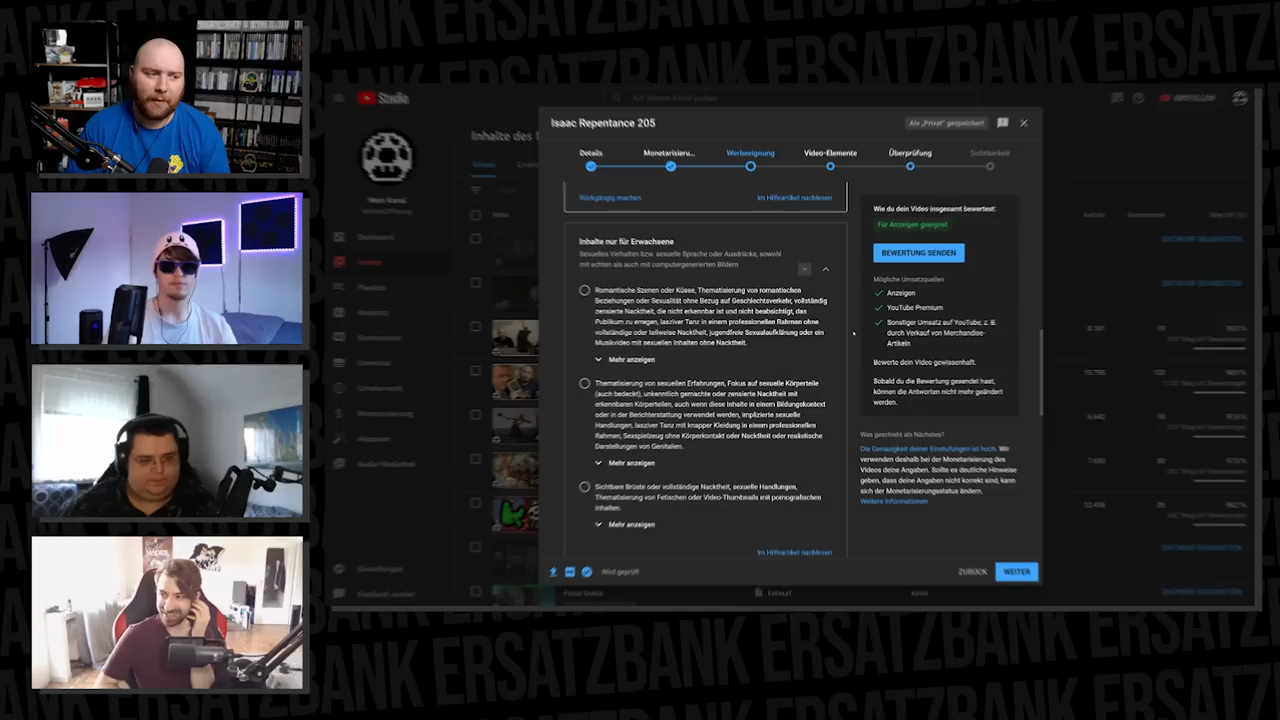 ERSATZBANK ERSATZBANK
Studio
Inhalte des
Mein Kanal
Isaac Repentance 205
Als „Privat" gespeichert
Details
Monetarisieru...
Werbeeignung
Video-Elemente
Überprüfung
Sichtbarkeit
Rückgängig machen
Im Hilfeartikel nachlesen
Inhalte nur für Erwachsene
Sexuelles Verhalten bzw. sexuelle Sprache oder Ausdrücke, sowohl
mit echten als auch mit computergenerierten Bildern
Romantische Szenen oder Küsse, Thematisierung von romantischen
Beziehungen oder Sexualität ohne Bezug auf Geschlechtsverkehr, vollständig
zensierte Nacktheit, die nicht erkennbar ist und nicht beabsichtigt, das
Publikum zu erregen, lasziver Tanz in einem professionellen Rahmen ohne
vollständige oder teilweise Nacktheit, jugendfreie Sexualaufklärung oder ein
Musikvideo mit sexuellen Inhalten ohne Nacktheit.
Mehr anzeigen
Thematisierung von sexuellen Erfahrungen, Fokus auf sexuelle Körperteile
(auch bedeckt), unkenntlich gemachte oder zensierte Nacktheit mit
erkennbaren Körperteilen, auch wenn diese Inhalte in einem Bildungskontext
oder in der Berichterstattung verwendet werden, implizierte sexuelle
Handlungen, lasziver Tanz mit knapper Kleidung in einem professionellen
Rahmen, Sexspielzeug ohne Körperkontakt oder Nacktheit oder realistische
Darstellungen von Genitalien.
Mehr anzeigen
Sichtbare Brüste oder vollständige Nacktheit, sexuelle Handlungen,
Thematisierung von Fetischen oder Video-Thumbnails mit pornografischen
Inhalten.
Mehr anzeigen
Im Hilfeartikel nachlesen
Wie du dein Video insgesamt bewertest:
Für Anzeigen geeignet
BEWERTUNG SENDEN
Mögliche Umsatzquellen
Anzeigen
YouTube Premium
Sonstiger Umsatz auf YouTube, z. B.
durch Verkauf von Merchandise-
Artikeln
Bewerte dein Video gewissenhaft.
Sobald du die Bewertung gesendet hast,
können die Antworten nicht mehr geändert
werden.
Was geschieht als Nächstes?
Die Genauigkeit deiner Einstufungen ist hoch. Wir
verwenden deshalb bei der Monetarisierung des
Videos deine Angaben. Sollte es deutliche Hinweise
geben, dass deine Angaben nicht korrekt sind, kann
sich der Monetarisierungsstatus ändern.
Weitere Informationen
Wird geprüft
ZURÜCK
WEITER
Entwurf
Keine
ERSATZBANK ERSATZBANK